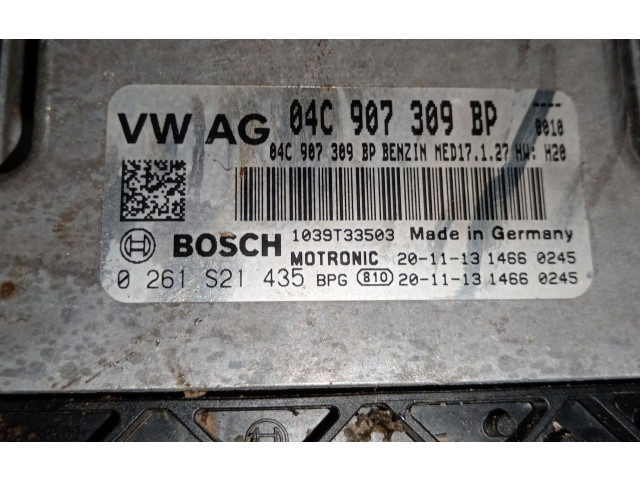 VW AG 04C 907 309 BP ----
0010
04C 907 309 BP BENZIN MED17.1.27 HW: H20
1039T33503 Made in Germany
BOSCH MOTRONIC 20-11-13 1466 0245
0 261 S21 435 BPG 810 20-11-13 1466 0245